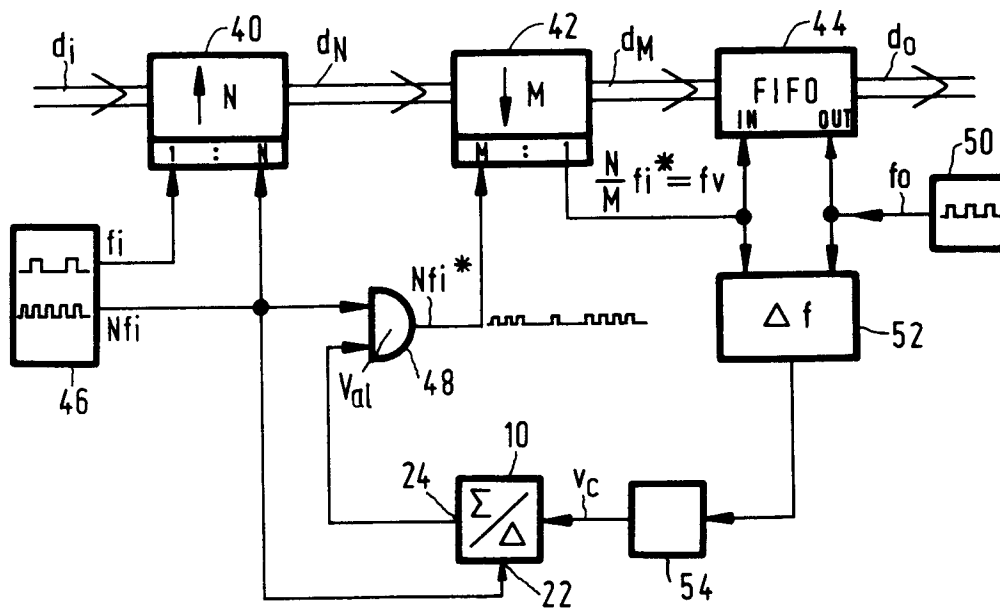 40
42
44
di
dN
dM
do
↑ N
↓ M
FIFO
IN OUT
1 : N
M : 1
50
N/M fi* = fv
fo
fi
Nfi
Nfi*
46
Val
48
Δ f
52
10
24
Σ/Δ
vc
22
54